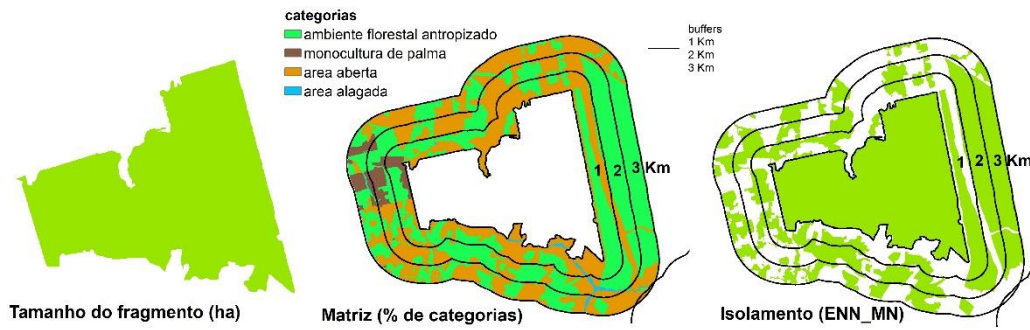 categorias
ambiente florestal antropizado
monocultura de palma
area aberta
area alagada
buffers
1 Km
2 Km
3 Km
1 2 3 Km
1 2 3 Km
Tamanho do fragmento (ha)
Matriz (% de categorias)
Isolamento (ENN_MN)